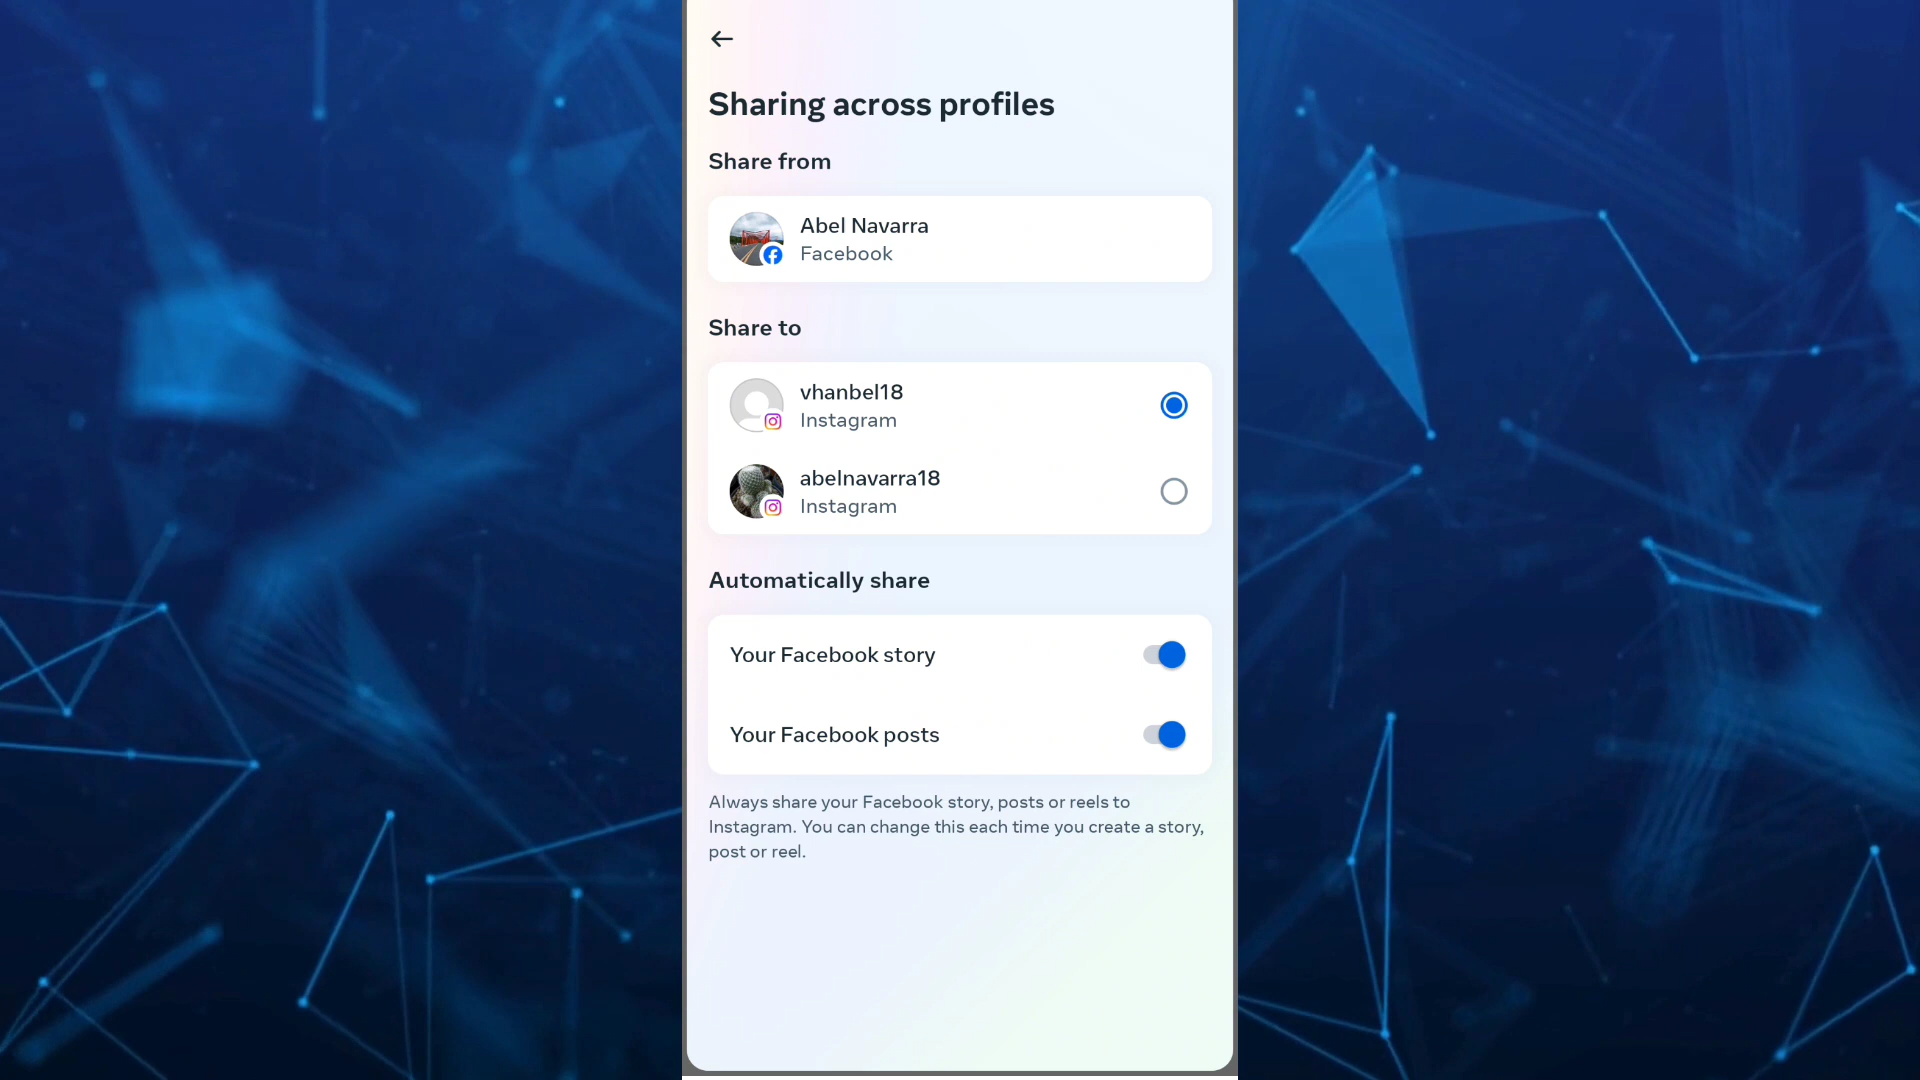 Sharing across profiles
Share from
Abel Navarra
Facebook
Share to
vhanbel18
Instagram
abelnavarra18
Instagram
Automatically share
Your Facebook story
Your Facebook posts
Always share your Facebook story, posts or reels to
Instagram. You can change this each time you create a story,
post or reel.